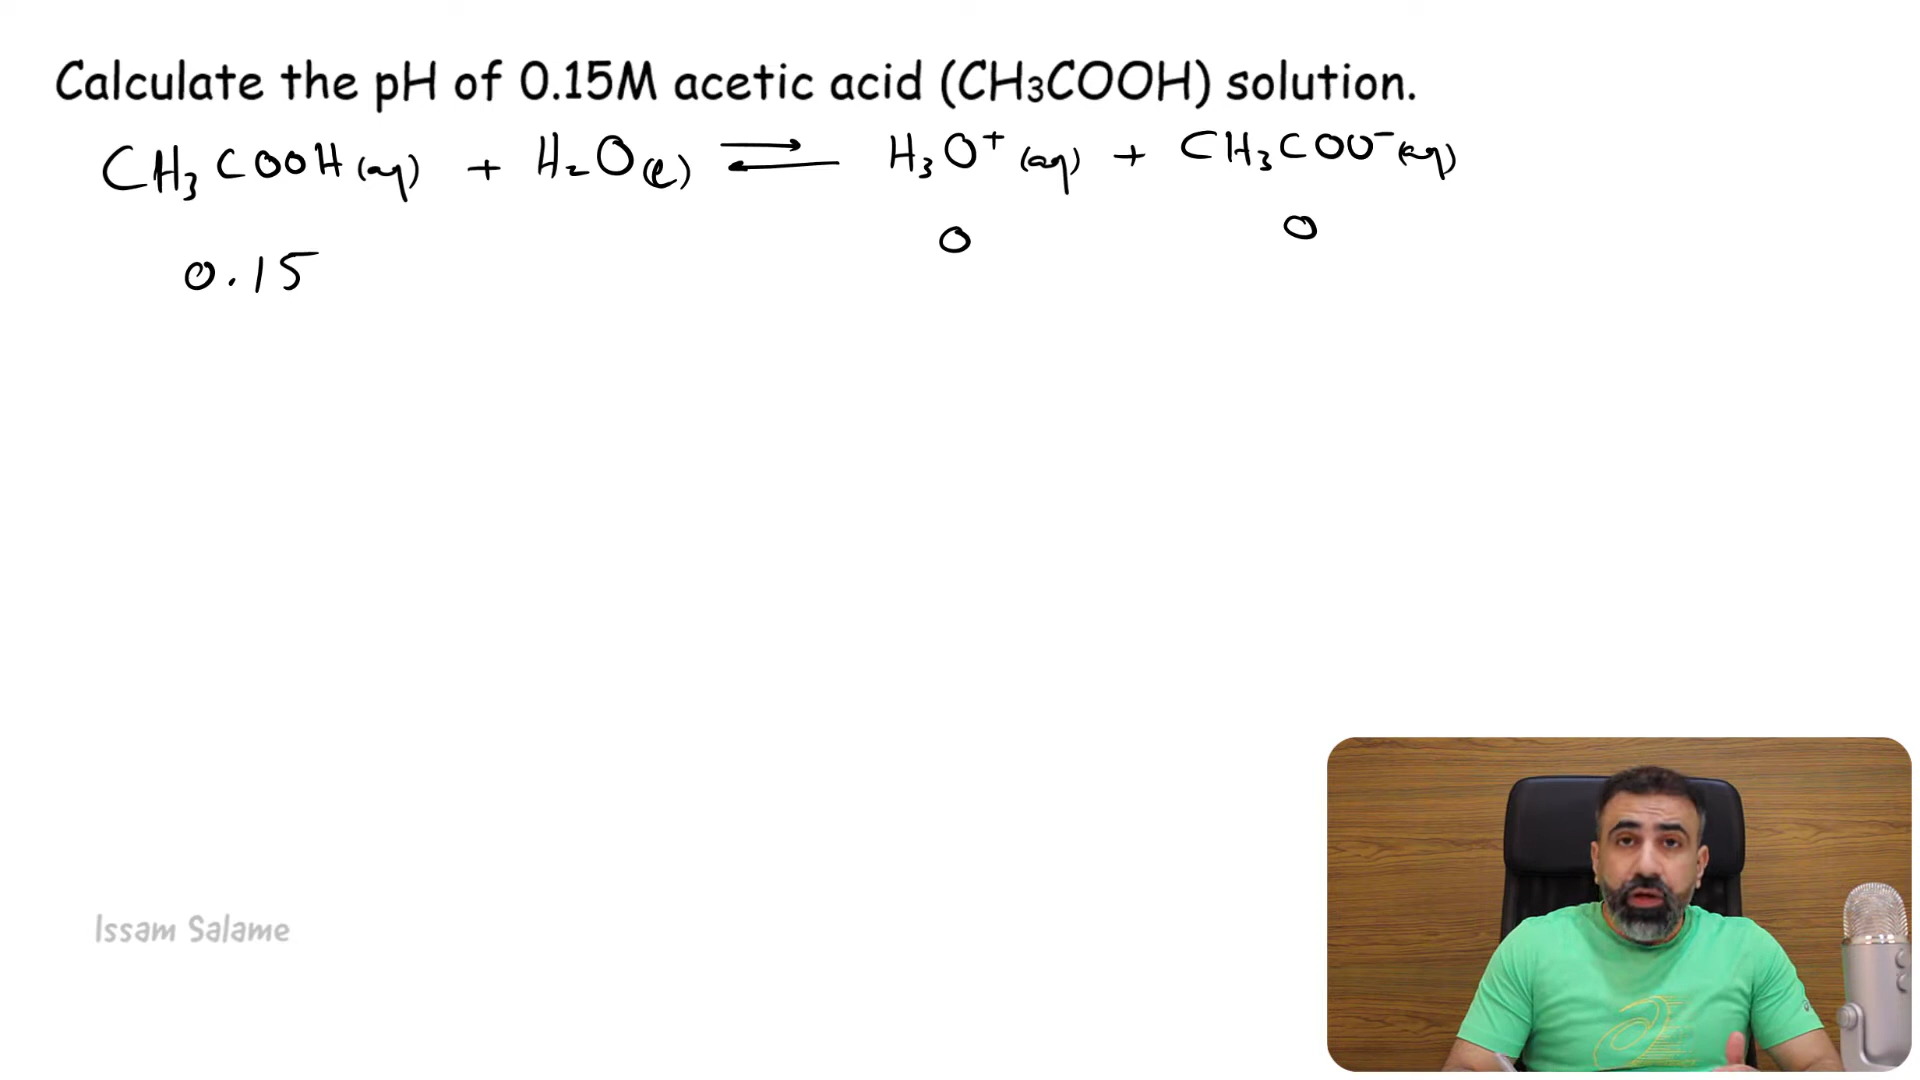 Calculate the pH of 0.15M acetic acid (CH₃COOH) solution.
CH₃COOH(aq) + H₂O(l) ⇌ H₃O⁺(aq) + CH₃COO⁻(aq)
0.15 0 0
Issam Salame